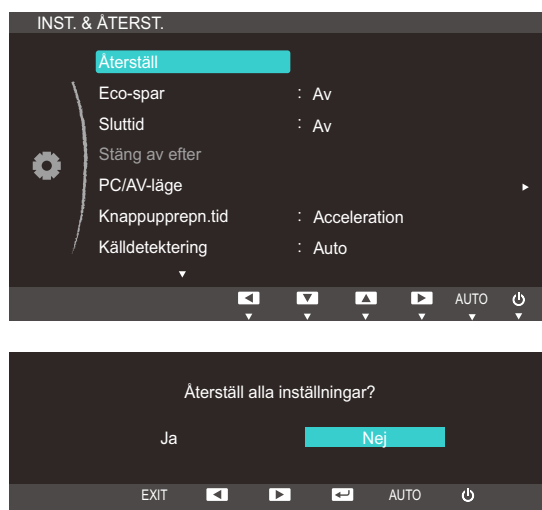 INST. & ÅTERST.
Återställ
Eco-spar : Av
Sluttid : Av
Stäng av efter
PC/AV-läge
Knappupprepn.tid : Acceleration
Källdetektering : Auto
AUTO
Återställ alla inställningar?
Ja Nej
EXIT AUTO